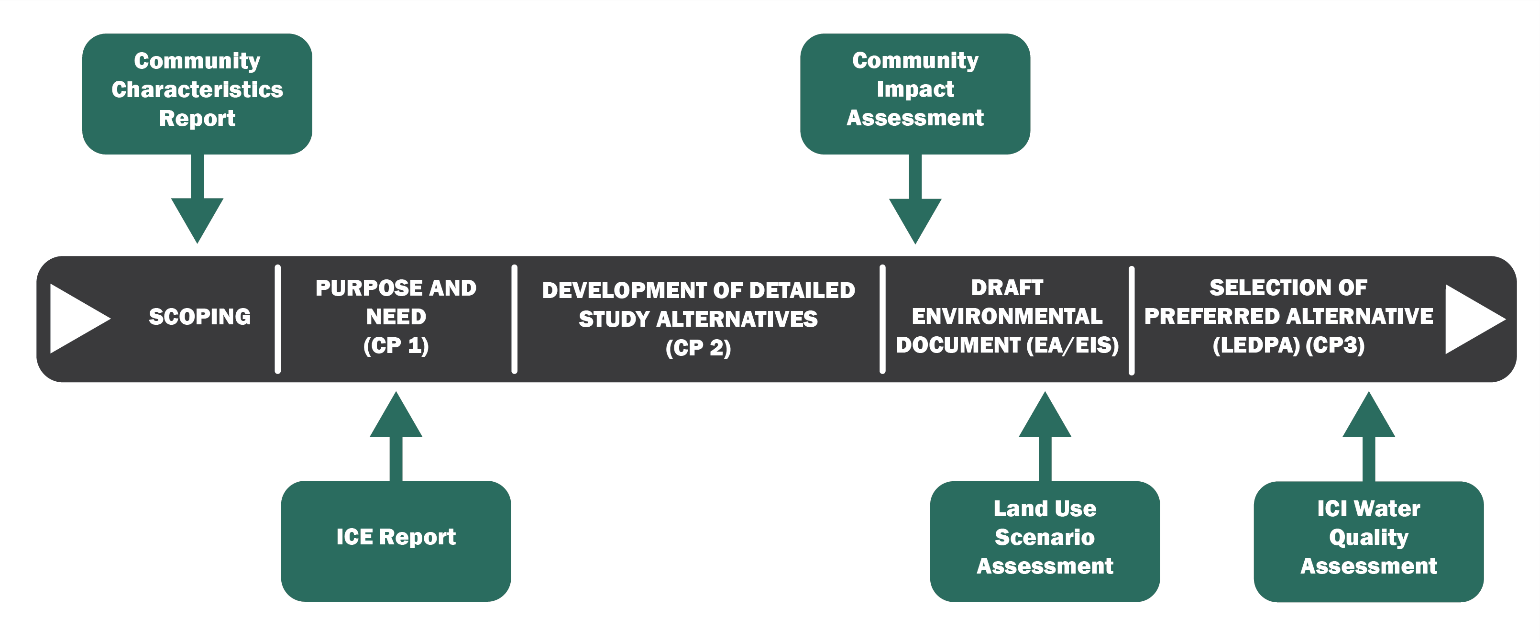 Community
Characteristics
Report
Community
Impact
Assessment
SCOPING
PURPOSE AND
NEED
(CP 1)
DEVELOPMENT OF DETAILED
STUDY ALTERNATIVES
(CP 2)
DRAFT
ENVIRONMENTAL
DOCUMENT (EA/EIS)
SELECTION OF
PREFERRED ALTERNATIVE
(LEDPA) (CP3)
ICE Report
Land Use
Scenario
Assessment
ICI Water
Quality
Assessment